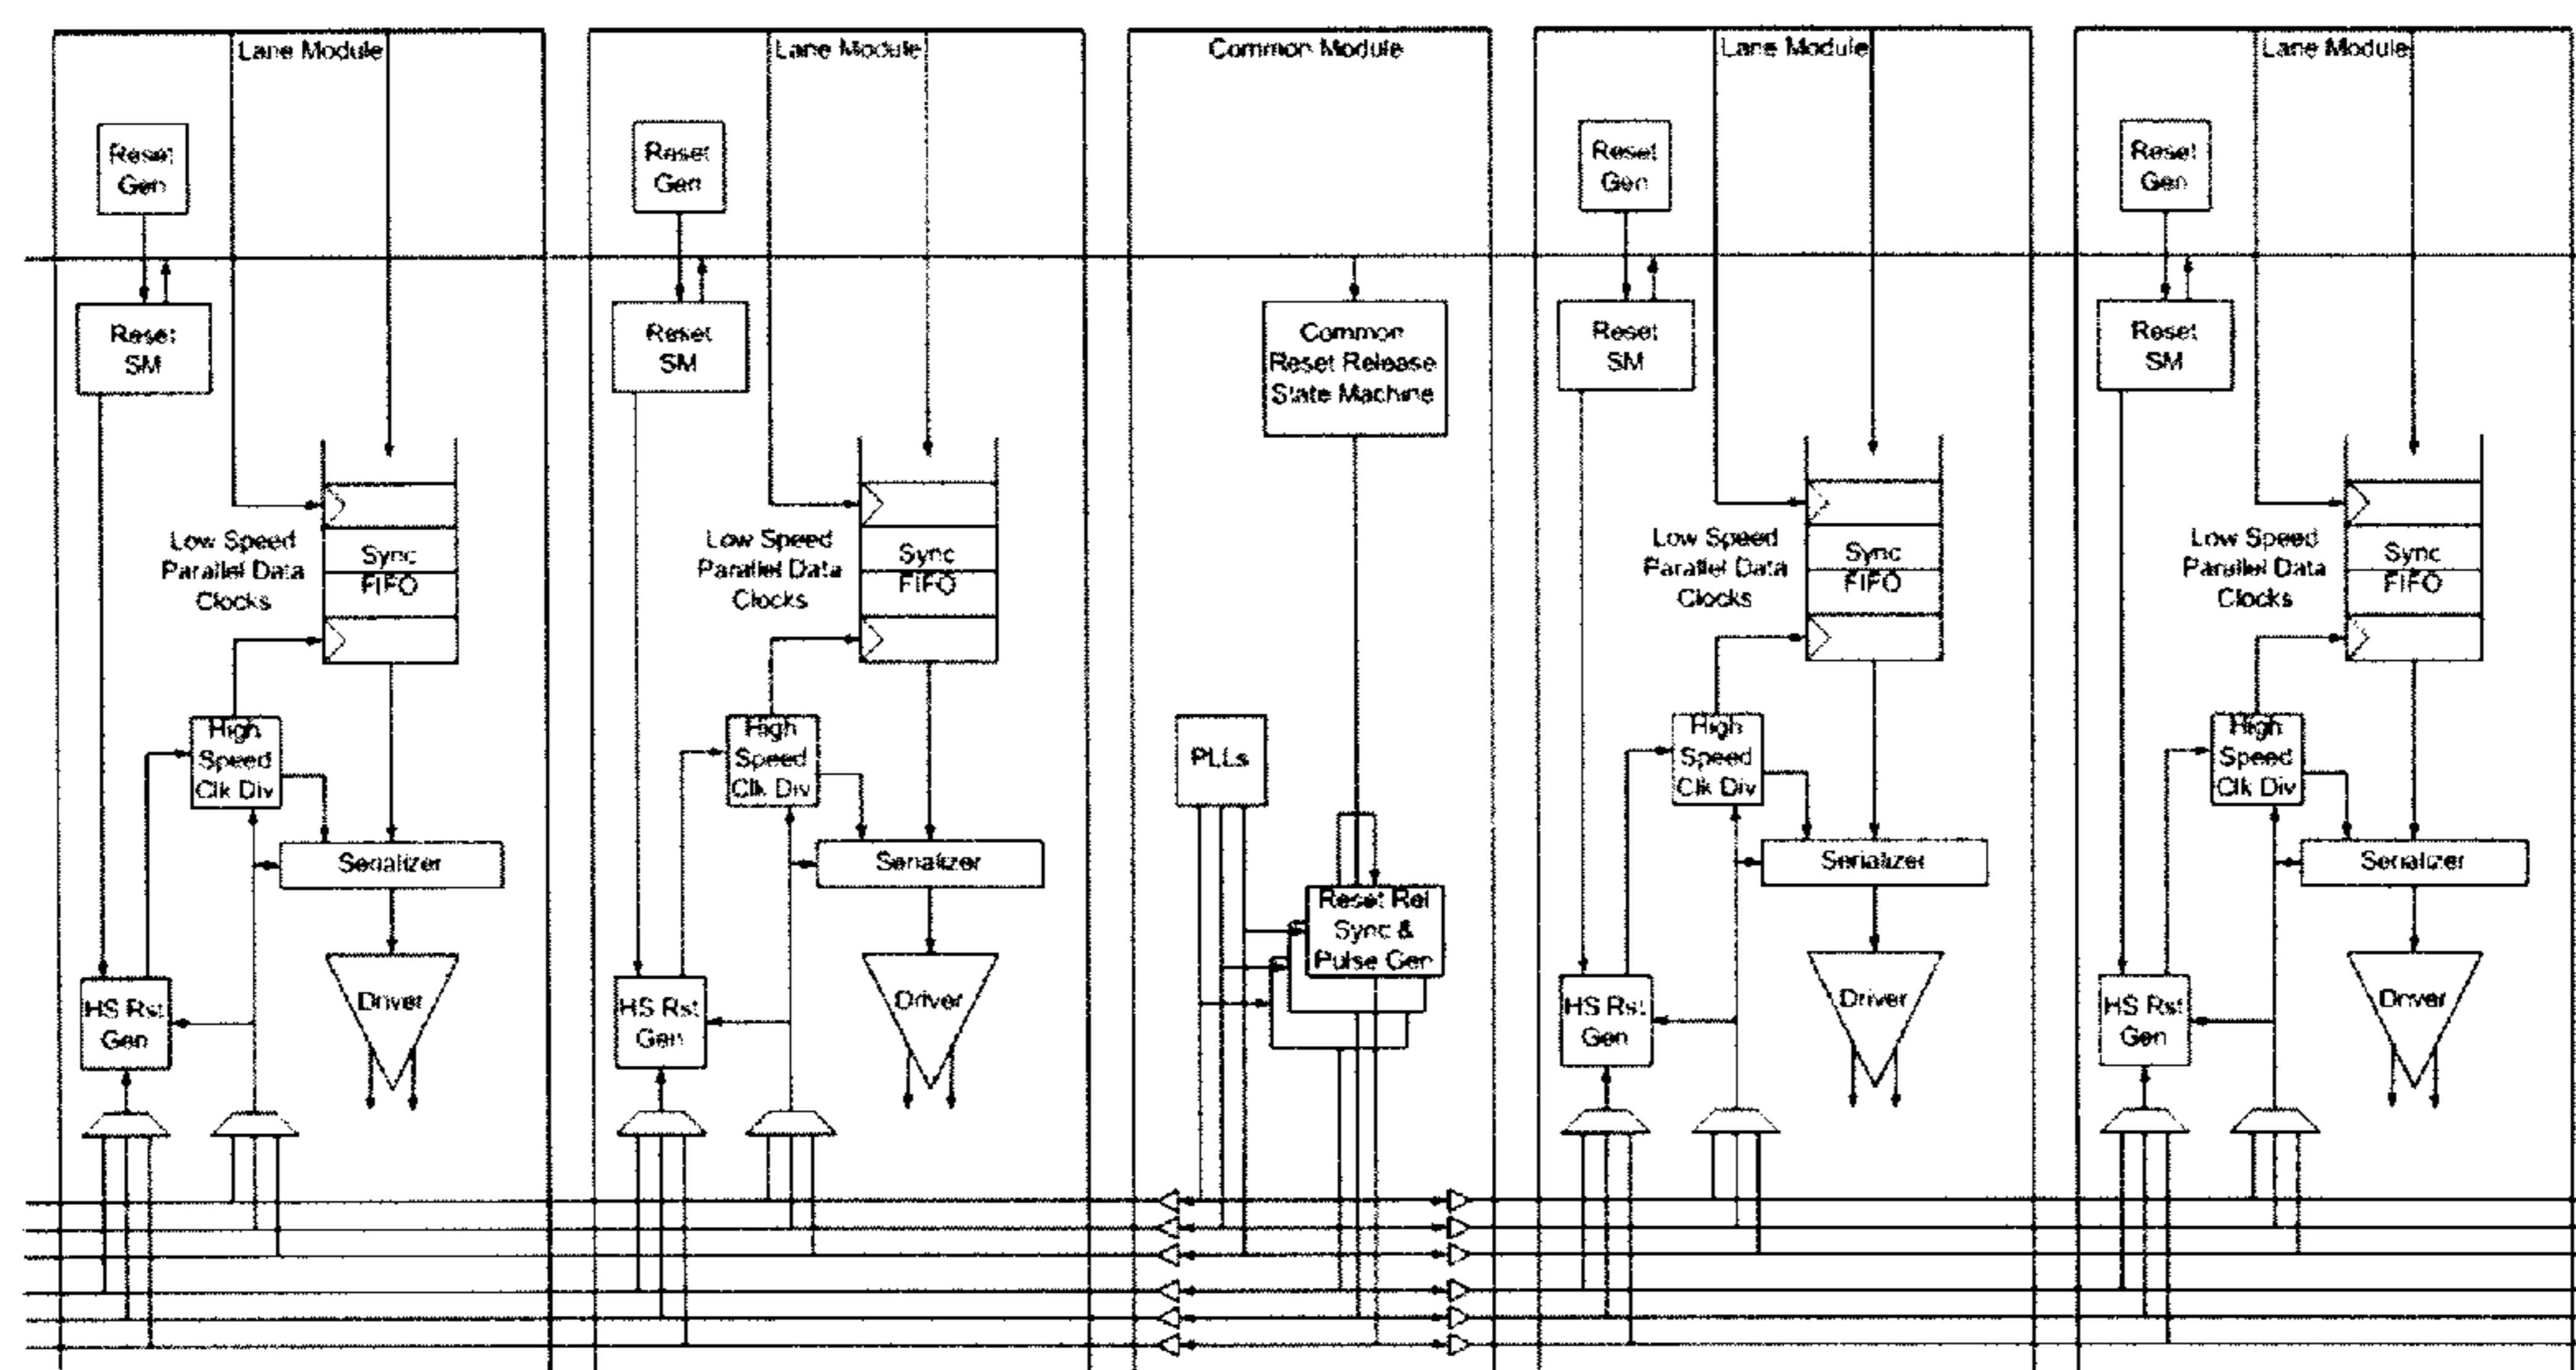 Lane Module
Reset
Gen
Reset
SM
Low Speed
Parallel Data
Clocks
Sync
FIFO
High
Speed
Clk Div
Serializer
HS Rst
Gen
Driver
Lane Module
Reset
Gen
Reset
SM
Low Speed
Parallel Data
Clocks
Sync
FIFO
High
Speed
Clk Div
Serializer
HS Rst
Gen
Driver
Common Module
Common
Reset Release
State Machine
PLLs
Reset Rel
Sync &
Pulse Gen
Lane Module
Reset
Gen
Reset
SM
Low Speed
Parallel Data
Clocks
Sync
FIFO
High
Speed
Clk Div
Serializer
HS Rst
Gen
Driver
Lane Module
Reset
Gen
Reset
SM
Low Speed
Parallel Data
Clocks
Sync
FIFO
High
Speed
Clk Div
Serializer
HS Rst
Gen
Driver